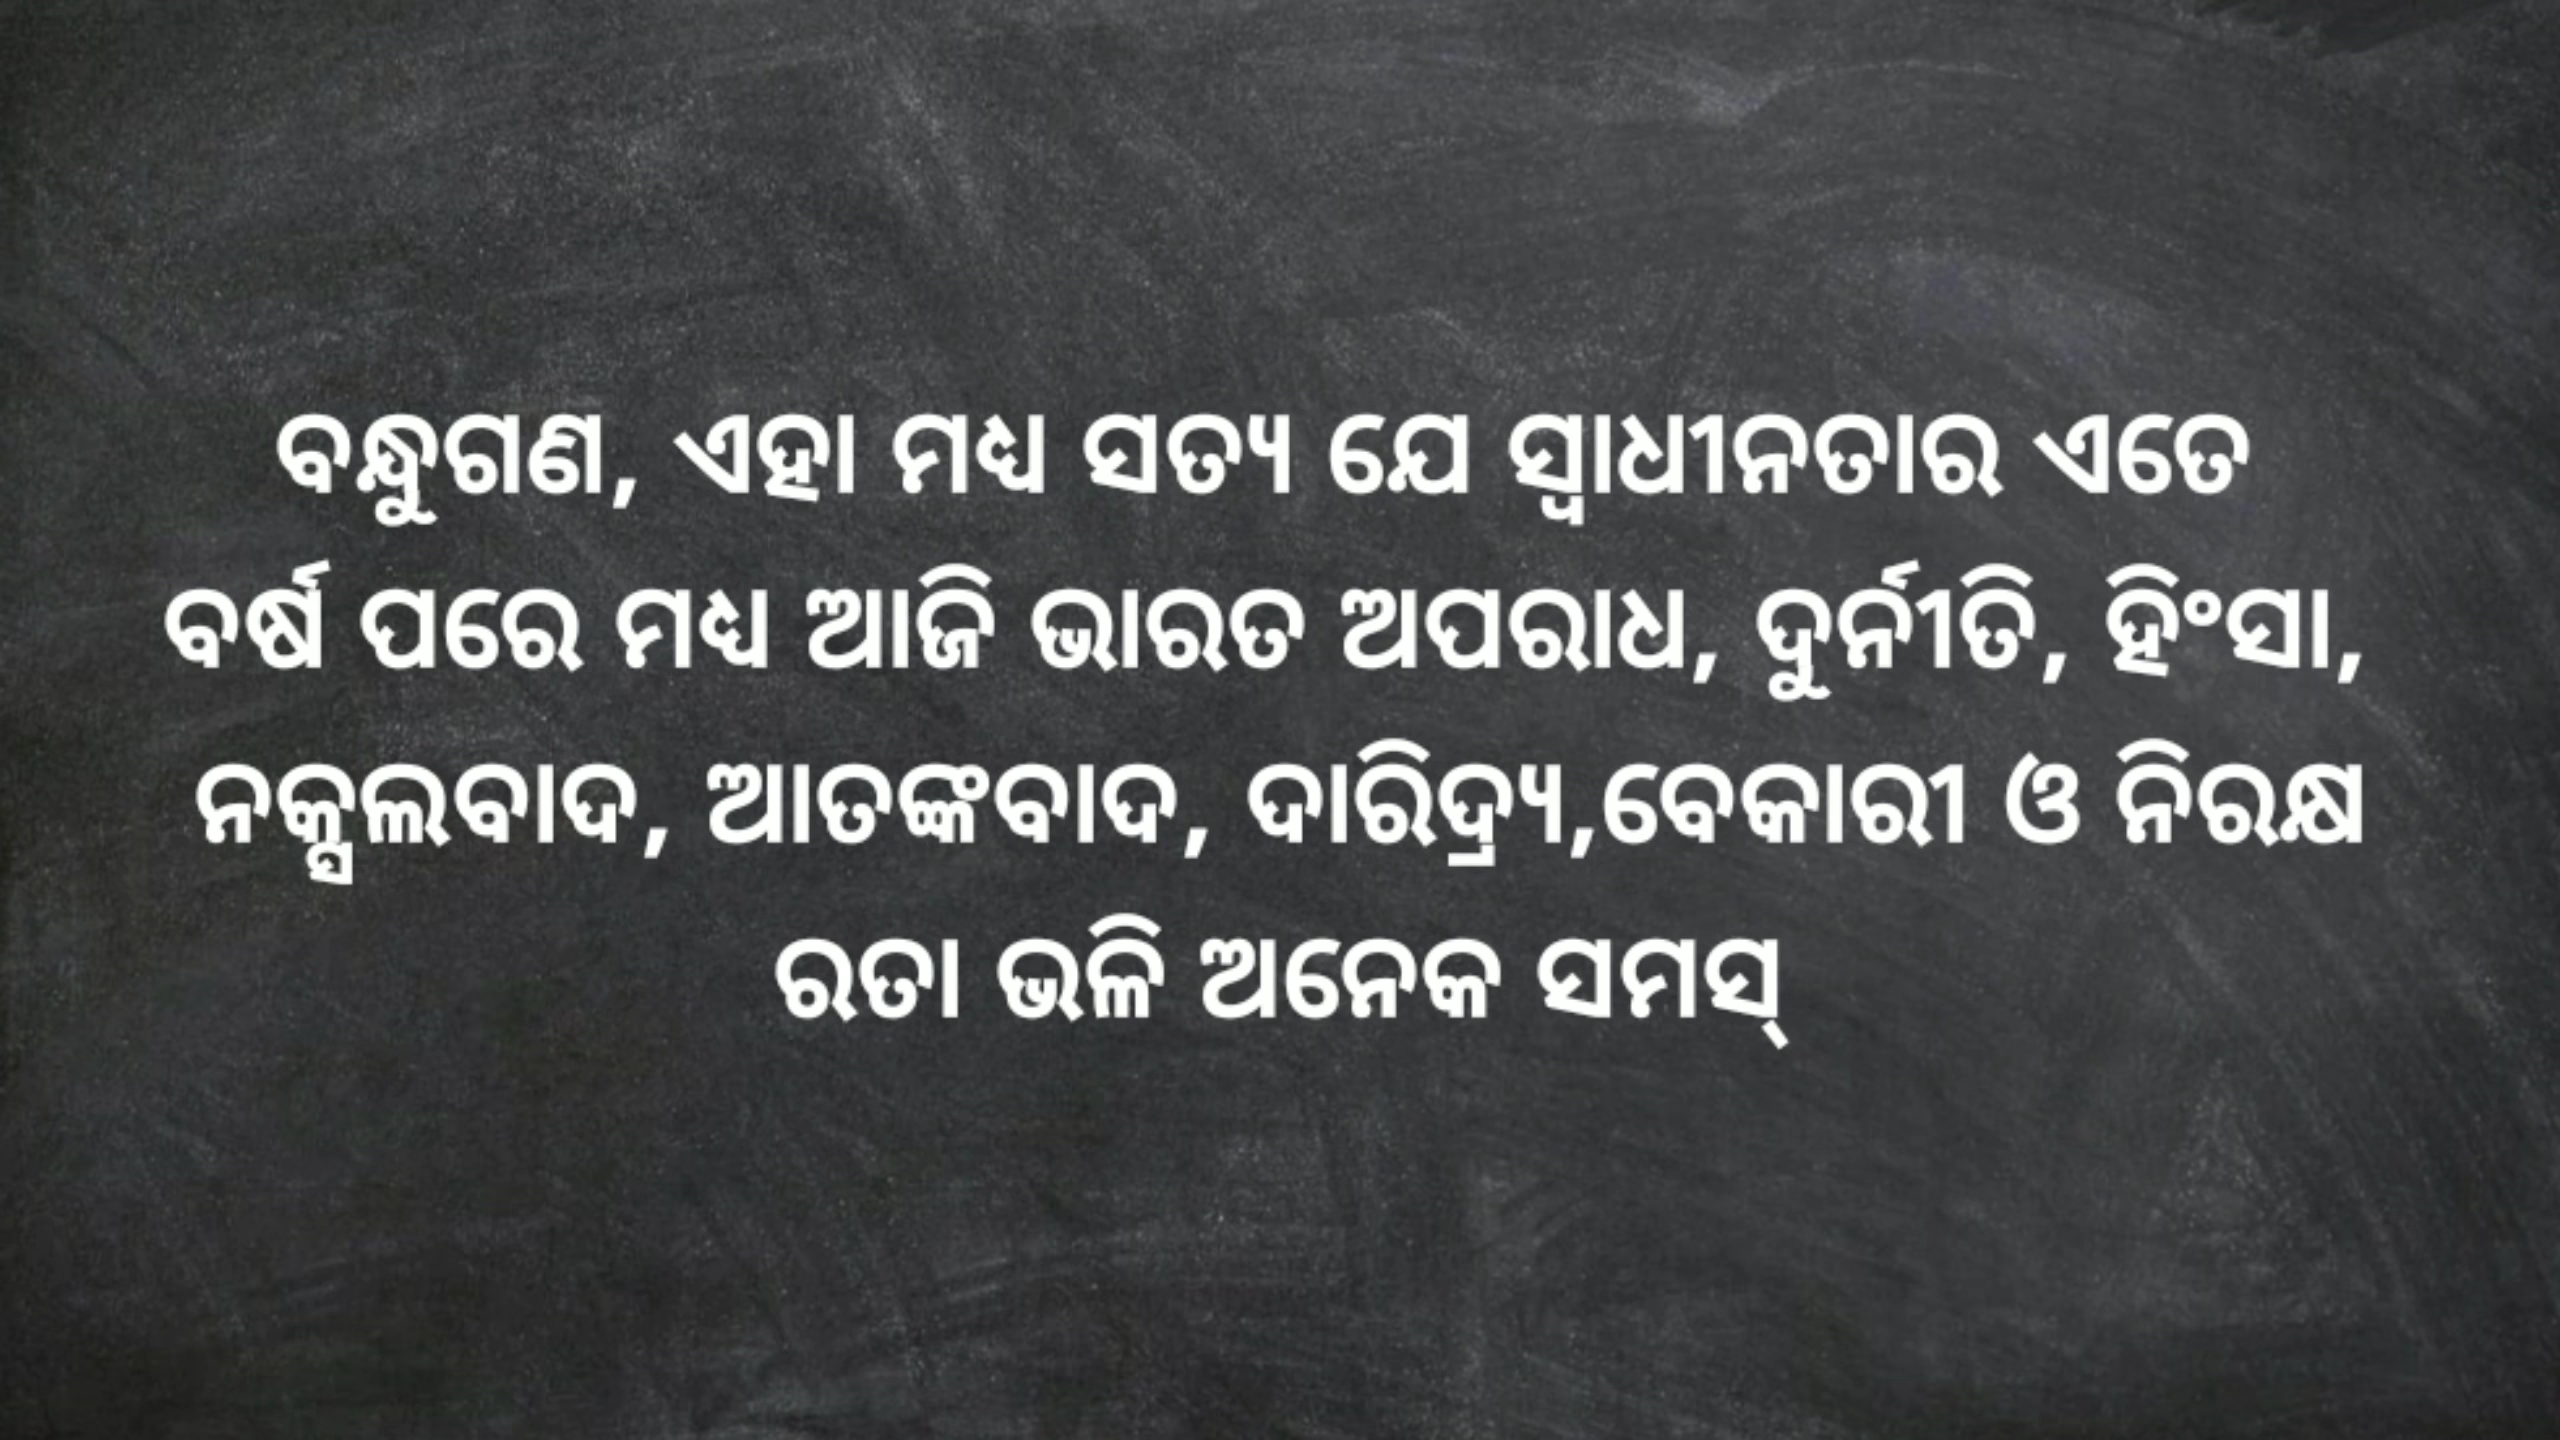 ବନ୍ଧୁଗଣ, ଏହା ମଧ୍ୟ ସତ୍ୟ ଯେ ସ୍ୱାଧୀନତାର ଏତେ
ବର୍ଷ ପରେ ମଧ୍ୟ ଆଜି ଭାରତ ଅପରାଧ, ଦୁର୍ନୀତି, ହିଂସା,
ନକ୍ସଲବାଦ, ଆତଙ୍କବାଦ, ଦାରିଦ୍ର୍ୟ,ବେକାରୀ ଓ ନିରକ୍ଷ
ରତା ଭଳି ଅନେକ ସମସ୍